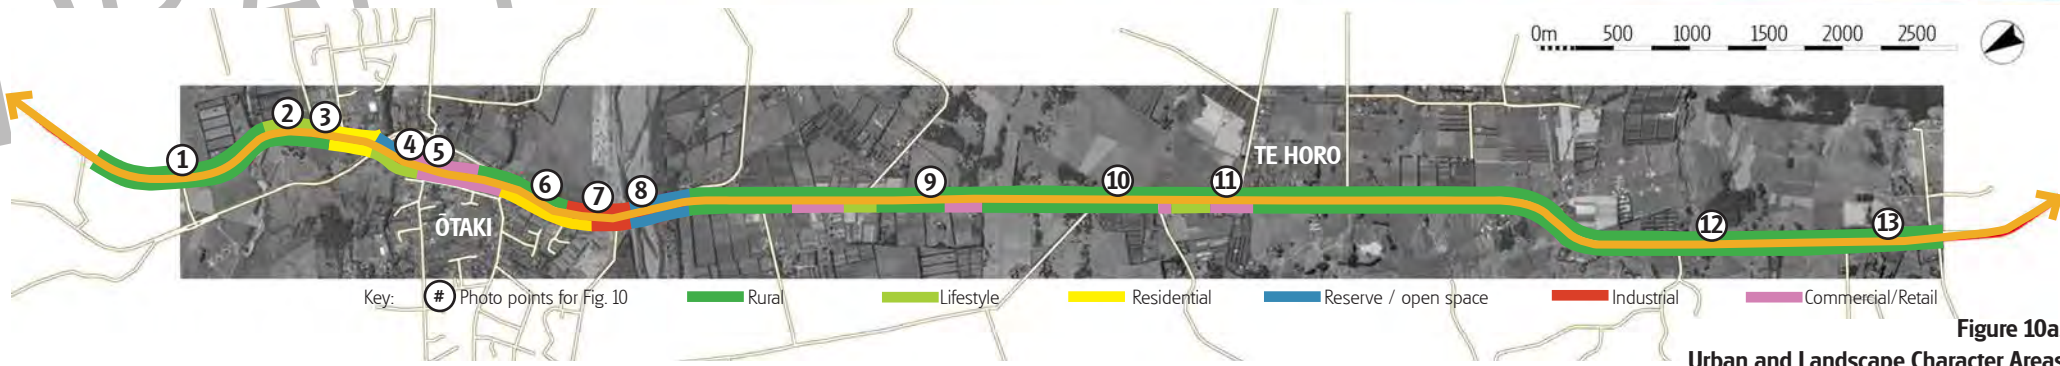 0m 500 1000 1500 2000 2500
2 3
1
4 5
6 7 8
9 10 11
12 13
TE HORO
ŌTAKI
Key: # Photo points for Fig. 10 Rural Lifestyle Residential Reserve / open space Industrial Commercial/Retail
Figure 10a
Urban and Landscape Character Areas